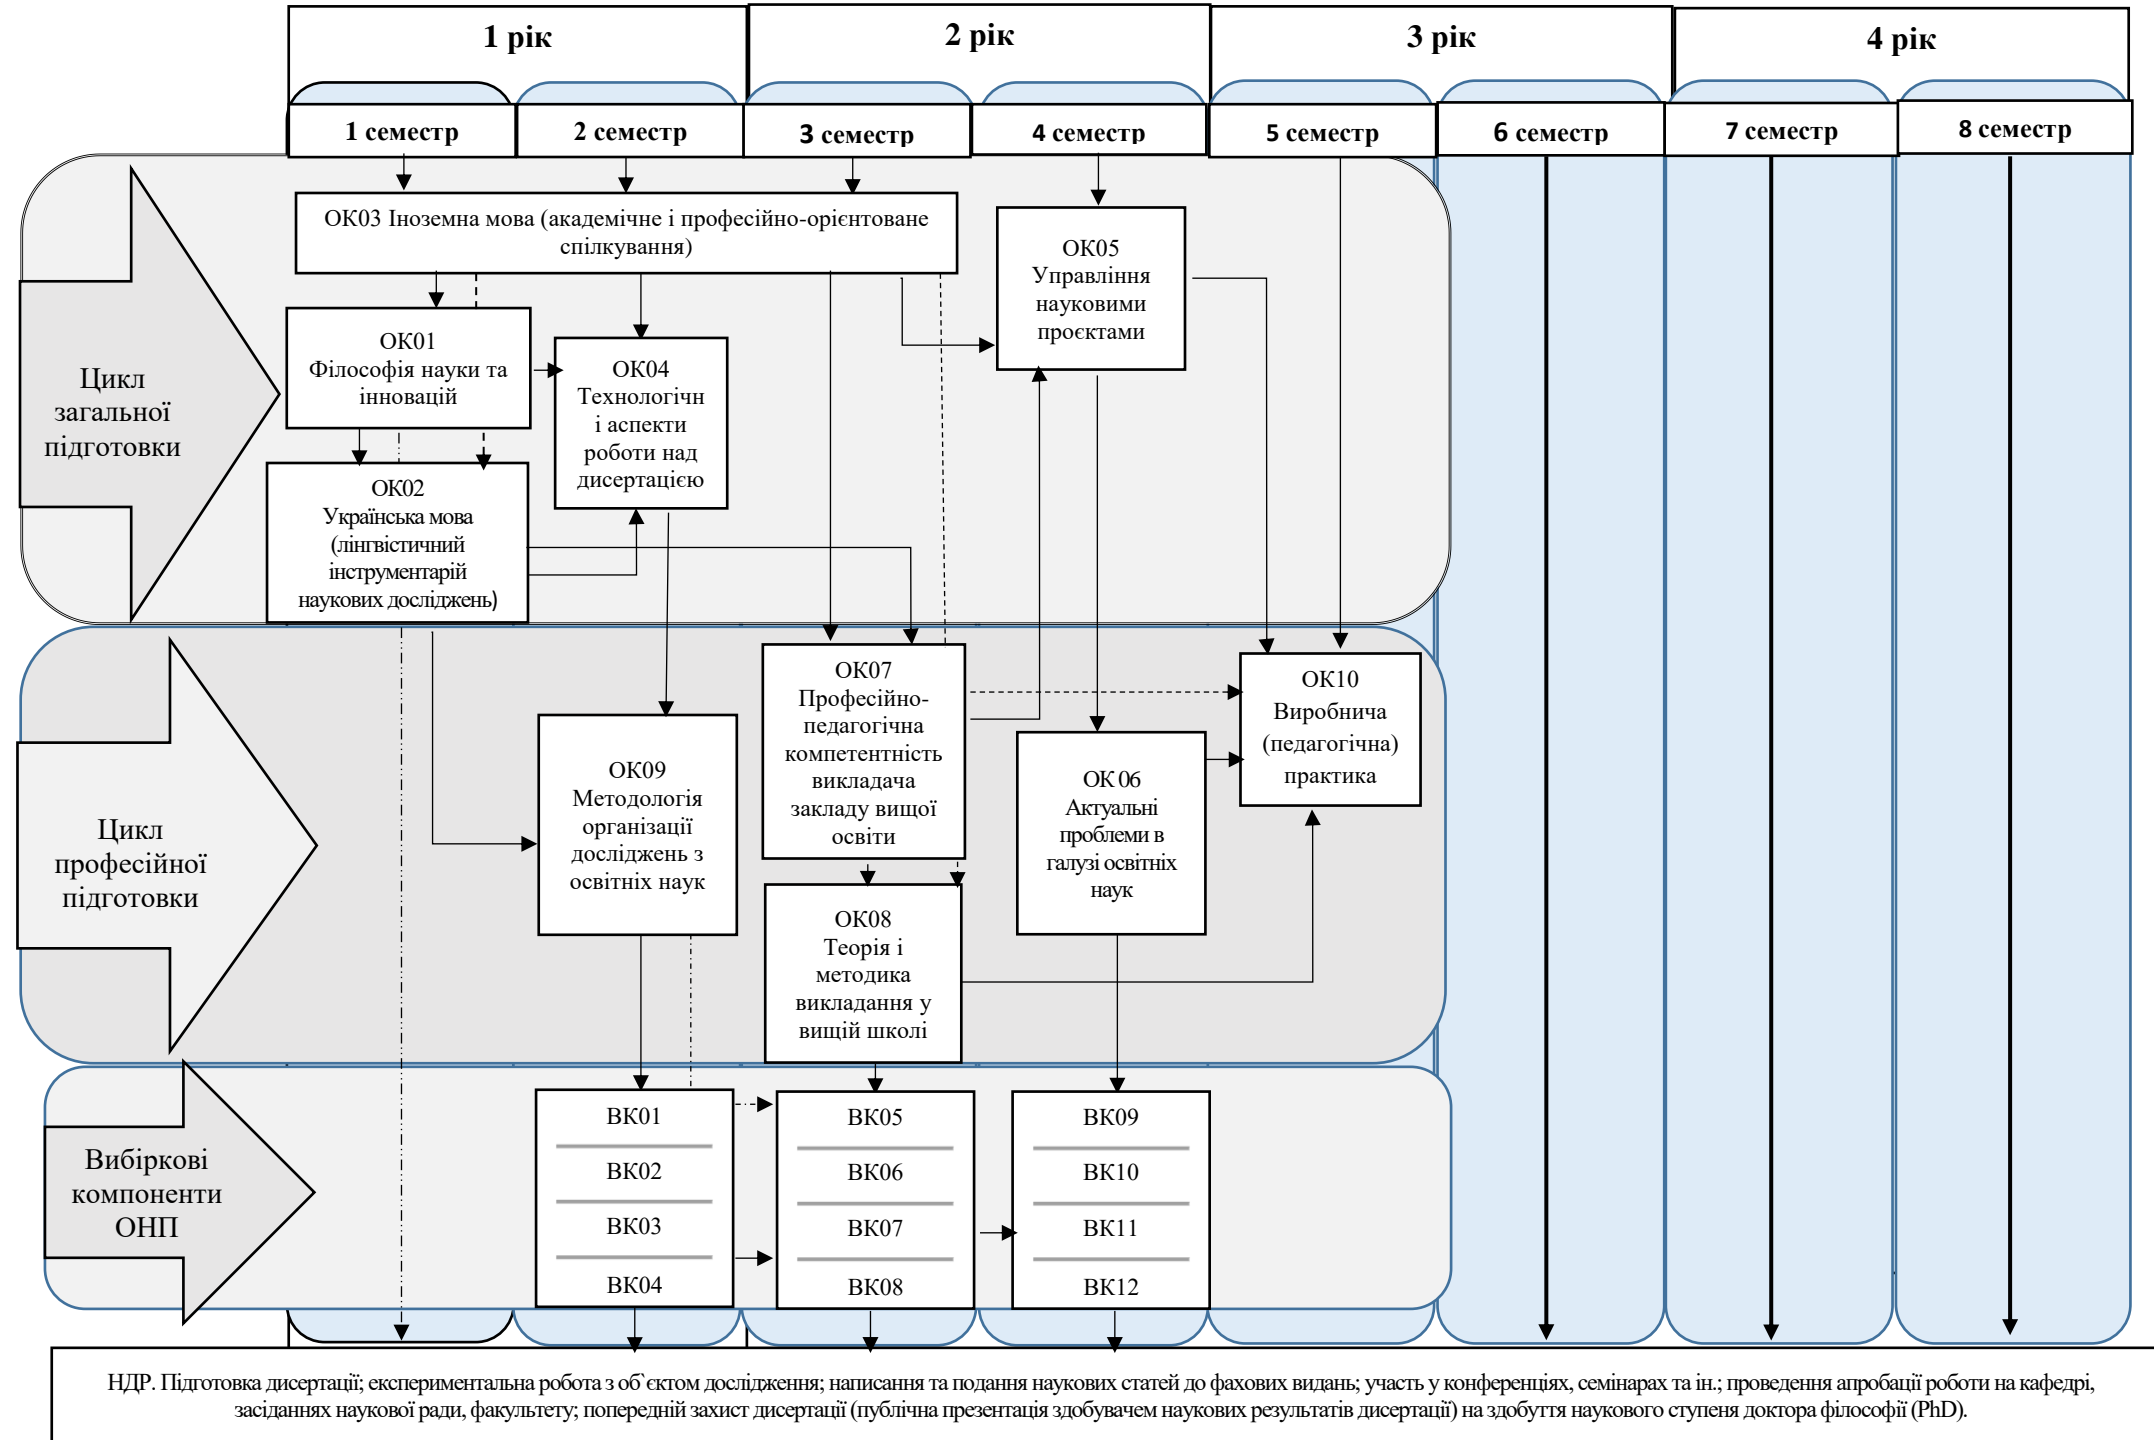 1 рік
2 рік
3 рік
4 рік
1 семестр
2 семестр
3 семестр
4 семестр
5 семестр
6 семестр
7 семестр
8 семестр
Цикл
загальної
підготовки
ОК03 Іноземна мова (академічне і професійно-орієнтоване
спілкування)
ОК01
Філософія науки та
інновацій
ОК02
Українська мова
(лінгвістичний
інструментарій
наукових досліджень)
ОК04
Технологічн
і аспекти
роботи над
дисертацією
ОК05
Управління
науковими
проєктами
Цикл
професійної
підготовки
ОК09
Методологія
організації
досліджень з
освітніх наук
ОК07
Професійно-
педагогічна
компетентність
викладача
закладу вищої
освіти
ОК08
Теорія і
методика
викладання у
вищій школі
ОК 06
Актуальні
проблеми в
галузі освітніх
наук
ОК10
Виробнича
(педагогічна)
практика
Вибіркові
компоненти
ОНП
ВК01
ВК02
ВК03
ВК04
ВК05
ВК06
ВК07
ВК08
ВК09
ВК10
ВК11
ВК12
НДР. Підготовка дисертації; експериментальна робота з об`єктом дослідження; написання та подання наукових статей до фахових видань; участь у конференціях, семінарах та ін.; проведення апробації роботи на кафедрі,
засіданнях наукової ради, факультету; попередній захист дисертації (публічна презентація здобувачем наукових результатів дисертації) на здобуття наукового ступеня доктора філософії (PhD).